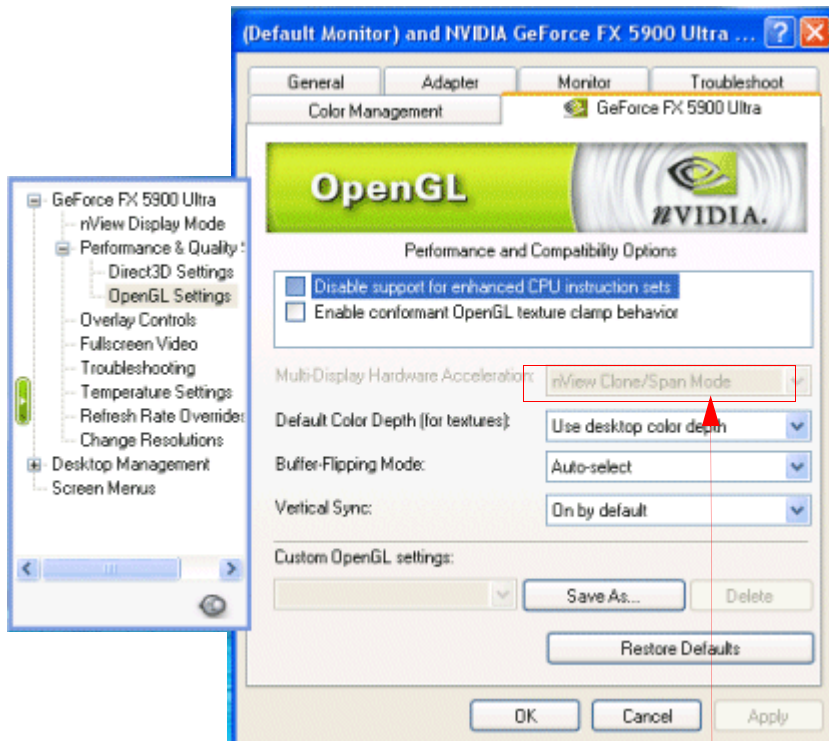 (Default Monitor) and NVIDIA GeForce FX 5900 Ultra ...
General Adapter Monitor Troubleshoot
Color Management GeForce FX 5900 Ultra
OpenGL
NVIDIA.
Performance and Compatibility Options
Disable support for enhanced CPU instruction sets
Enable conformant OpenGL texture clamp behavior
Multi-Display Hardware Acceleration: nView Clone/Span Mode
Default Color Depth (for textures): Use desktop color depth
Buffer-Flipping Mode: Auto-select
Vertical Sync: On by default
Custom OpenGL settings:
Save As... Delete
Restore Defaults
OK Cancel Apply
GeForce FX 5900 Ultra
nView Display Mode
Performance & Quality S
Direct3D Settings
OpenGL Settings
Overlay Controls
Fullscreen Video
Troubleshooting
Temperature Settings
Refresh Rate Overrides
Change Resolutions
Desktop Management
Screen Menus